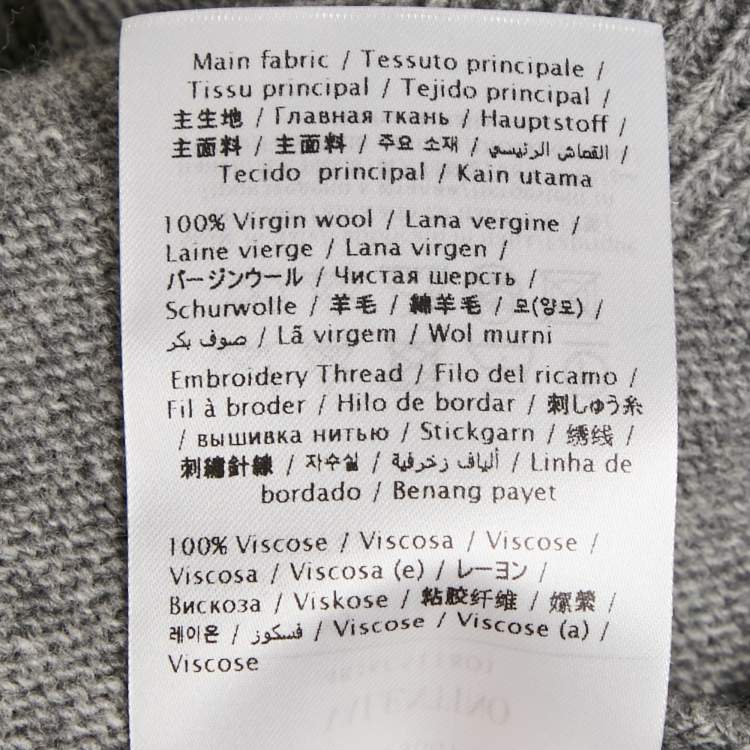 Main fabric / Tessuto principale /
Tissu principal / Tejido principal /
主生地 / Главная ткань / Hauptstoff /
主面料 / 主面料 / 주요 소재 / القماش الرئيسي /
Tecido principal / Kain utama
100% Virgin wool / Lana vergine /
Laine vierge / Lana virgen /
バージンウール / Чистая шерсть /
Schurwolle / 羊毛 / 綿羊毛 / 모(양모) /
صوف بكر / Lã virgem / Wol murni
Embroidery Thread / Filo del ricamo /
Fil à broder / Hilo de bordar / 刺しゅう糸
/ вышивка нитью / Stickgarn / 绣线 /
刺繡針線 / 자수실 / ألياف زخرفية / Linha de
bordado / Benang payet
100% Viscose / Viscosa / Viscose /
Viscosa / Viscosa (e) / レーヨン /
Вискоза / Viskose / 粘胶纤维 / 嫘縈 /
레이온 / فسكوز / Viscose / Viscose (a) /
Viscose